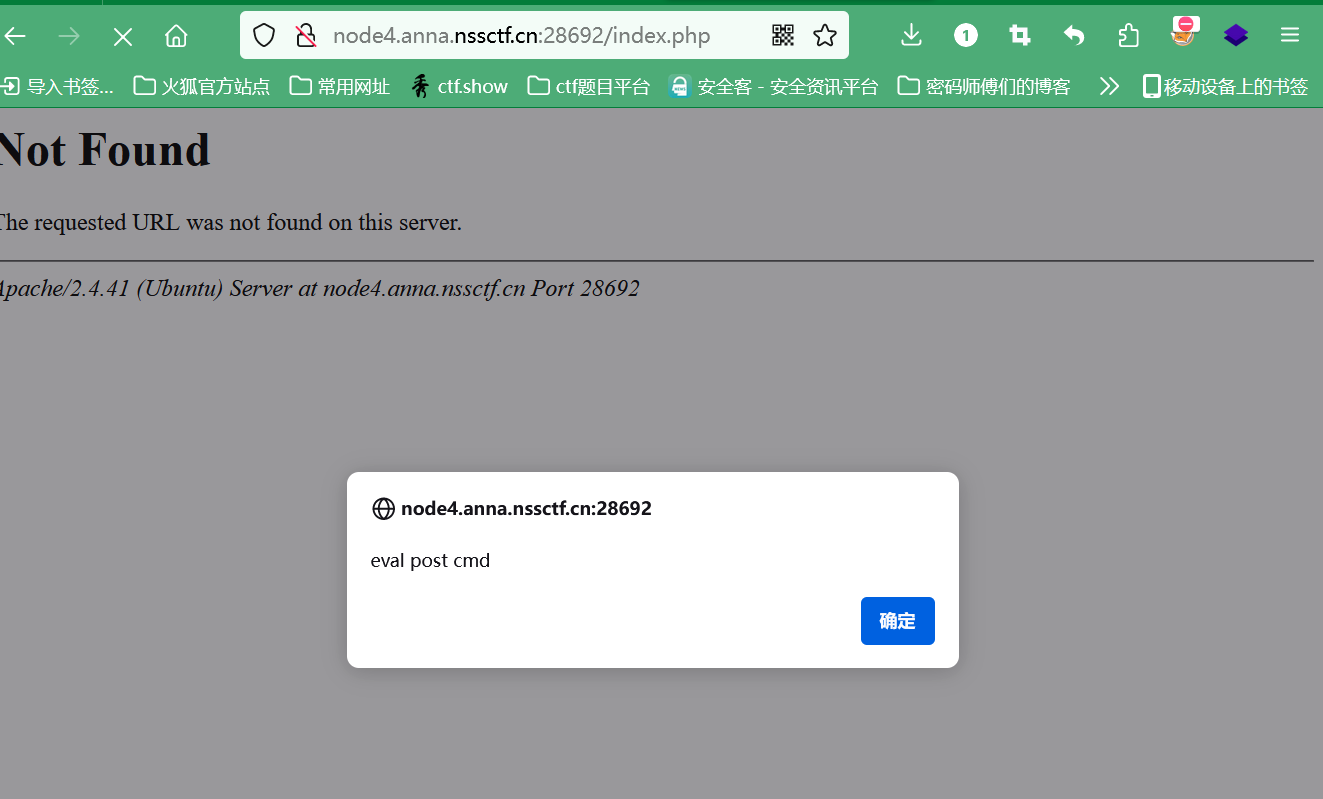 node4.anna.nssctf.cn:28692/index.php
1
导入书签... 火狐官方站点 常用网址 ctf.show ctf题目平台 安全客 - 安全资讯平台 密码师傅们的博客 移动设备上的书签
Not Found
The requested URL was not found on this server.
Apache/2.4.41 (Ubuntu) Server at node4.anna.nssctf.cn Port 28692
node4.anna.nssctf.cn:28692
eval post cmd
确定